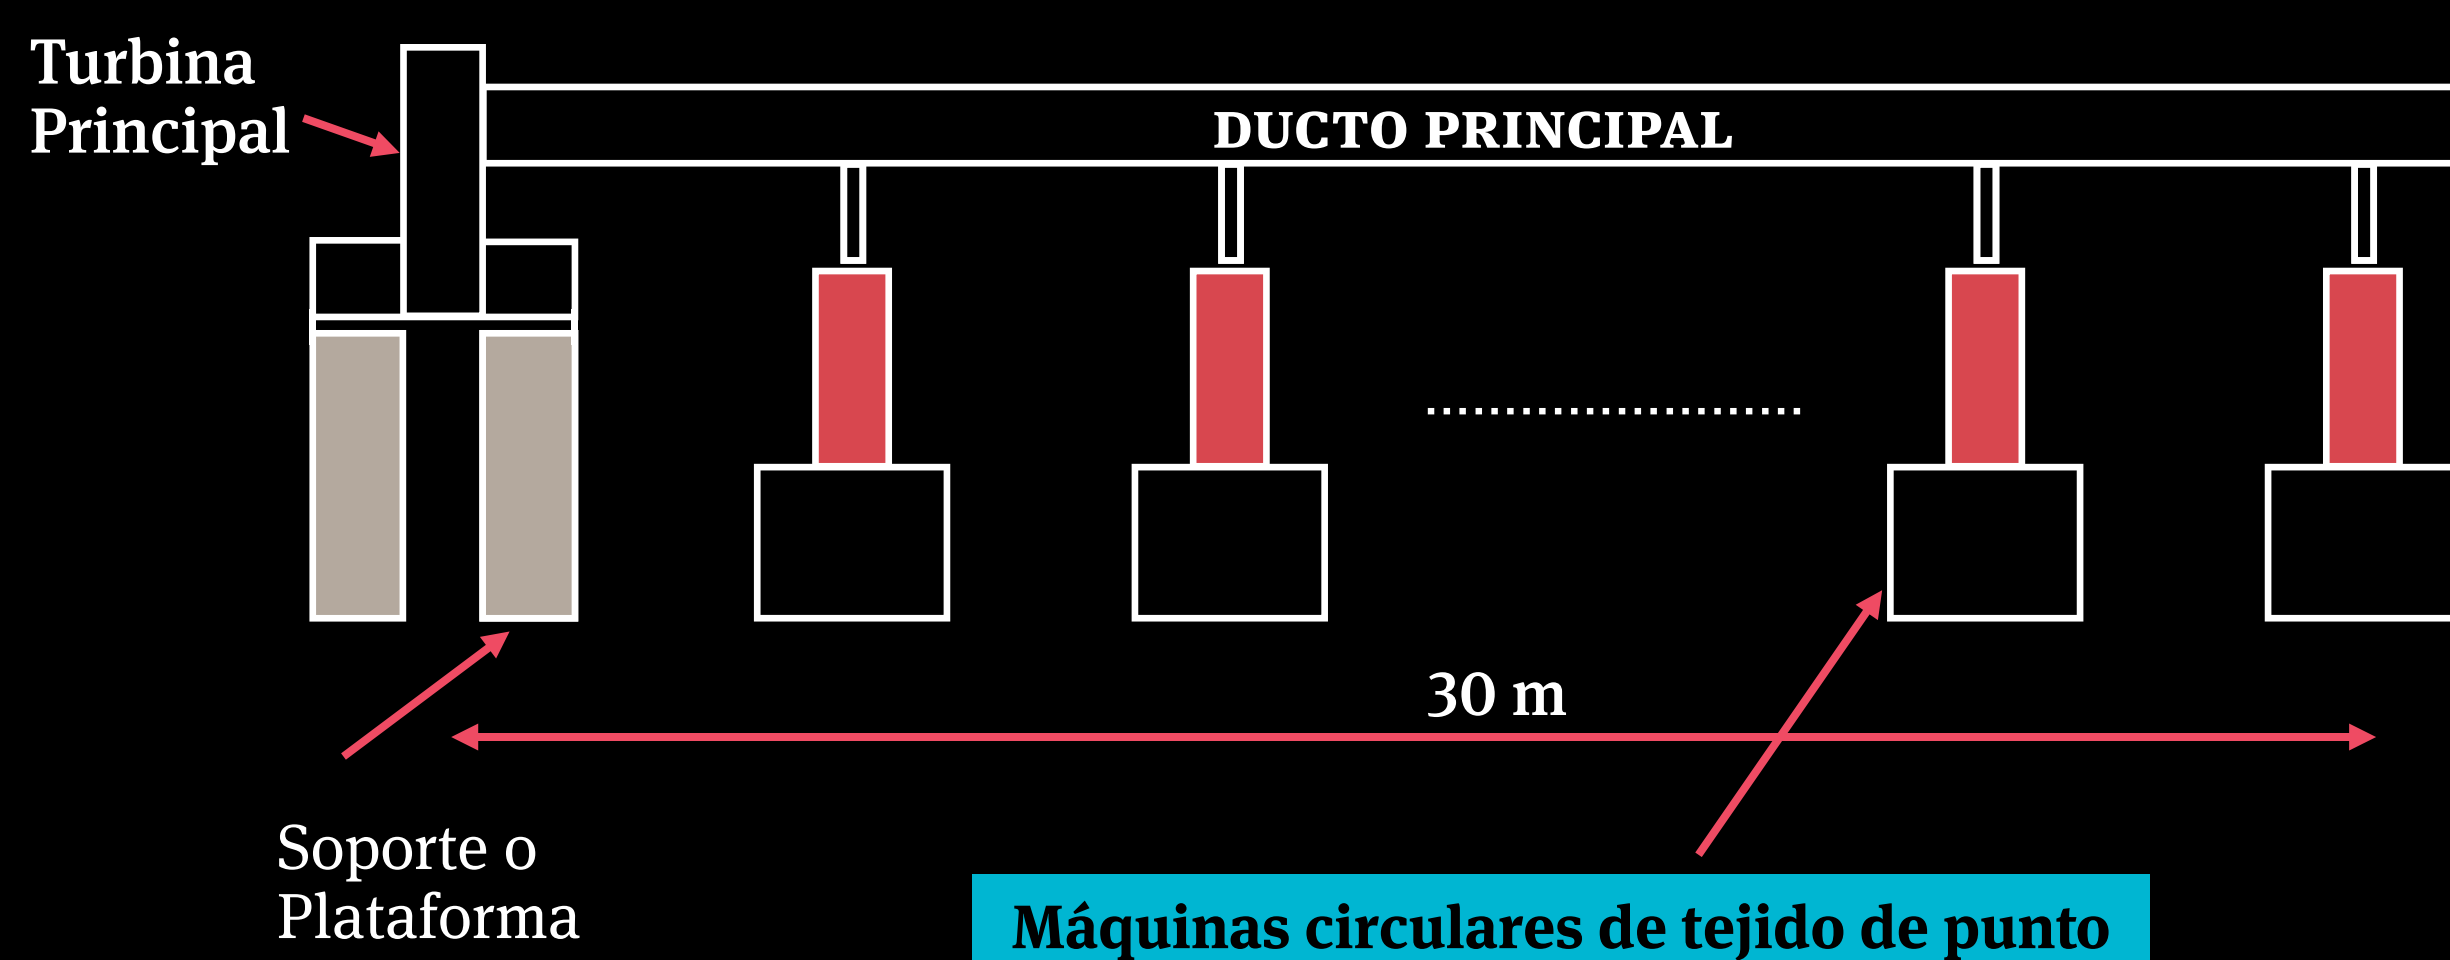 Turbina
Principal
DUCTO PRINCIPAL
30 m
Soporte o
Plataforma
Máquinas circulares de tejido de punto